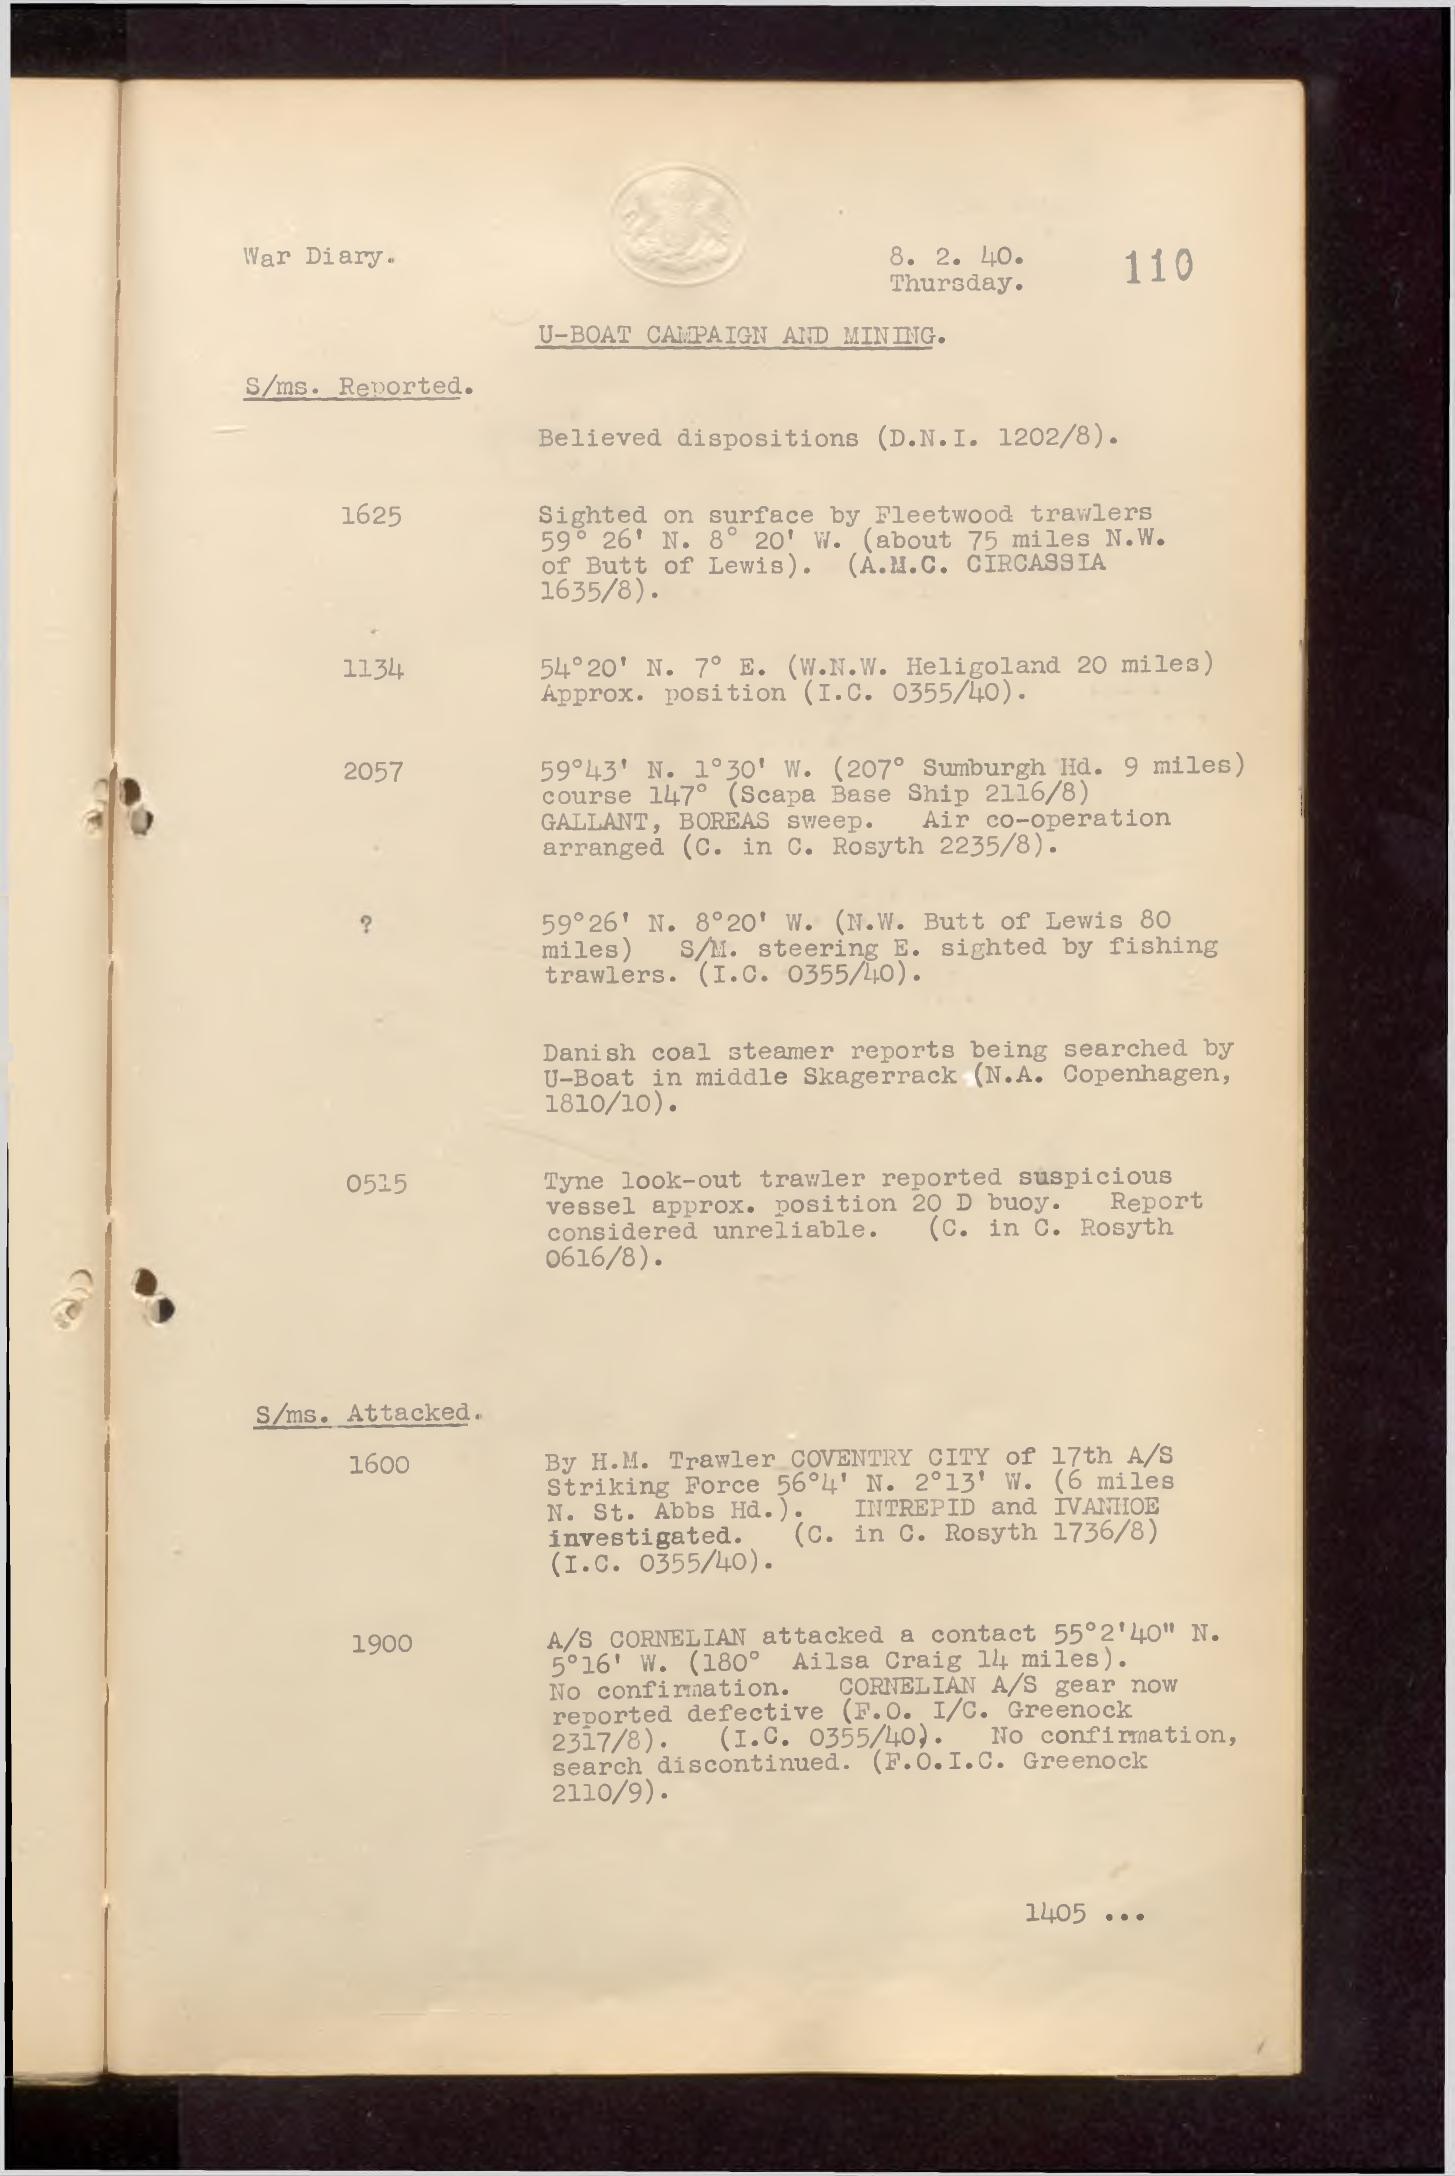 War Diary.
8. 2. 40.
Thursday.
110
U-BOAT CAMPAIGN AND MINING.
S/ms. Reported.
Believed dispositions (D.N.I. 1202/8).
1625
Sighted on surface by Fleetwood trawlers
59° 26' N. 8° 20' W. (about 75 miles N.W.
of Butt of Lewis). (A.M.C. CIRCASSIA
1635/8).
1134
54°20' N. 7° E. (W.N.W. Heligoland 20 miles)
Approx. position (I.C. 0355/40).
2057
59°43' N. 1°30' W. (207° Sumburgh Hd. 9 miles)
course 147° (Scapa Base Ship 2116/8)
GALLANT, BOREAS sweep. Air co-operation
arranged (C. in C. Rosyth 2235/8).
?
59°26' N. 8°20' W. (N.W. Butt of Lewis 80
miles) S/M. steering E. sighted by fishing
trawlers. (I.C. 0355/40).
Danish coal steamer reports being searched by
U-Boat in middle Skagerrack (N.A. Copenhagen,
1810/10).
0515
Tyne look-out trawler reported suspicious
vessel approx. position 20 D buoy. Report
considered unreliable. (C. in C. Rosyth
0616/8).
S/ms. Attacked.
1600
By H.M. Trawler COVENTRY CITY of 17th A/S
Striking Force 56°4' N. 2°13' W. (6 miles
N. St. Abbs Hd.). INTREPID and IVANHOE
investigated. (C. in C. Rosyth 1736/8)
(I.C. 0355/40).
1900
A/S CORNELIAN attacked a contact 55°2'40" N.
5°16' W. (180° Ailsa Craig 14 miles).
No confirmation. CORNELIAN A/S gear now
reported defective (F.O. I/C. Greenock
2317/8). (I.C. 0355/40). No confirmation,
search discontinued. (F.O.I.C. Greenock
2110/9).
1405 ...